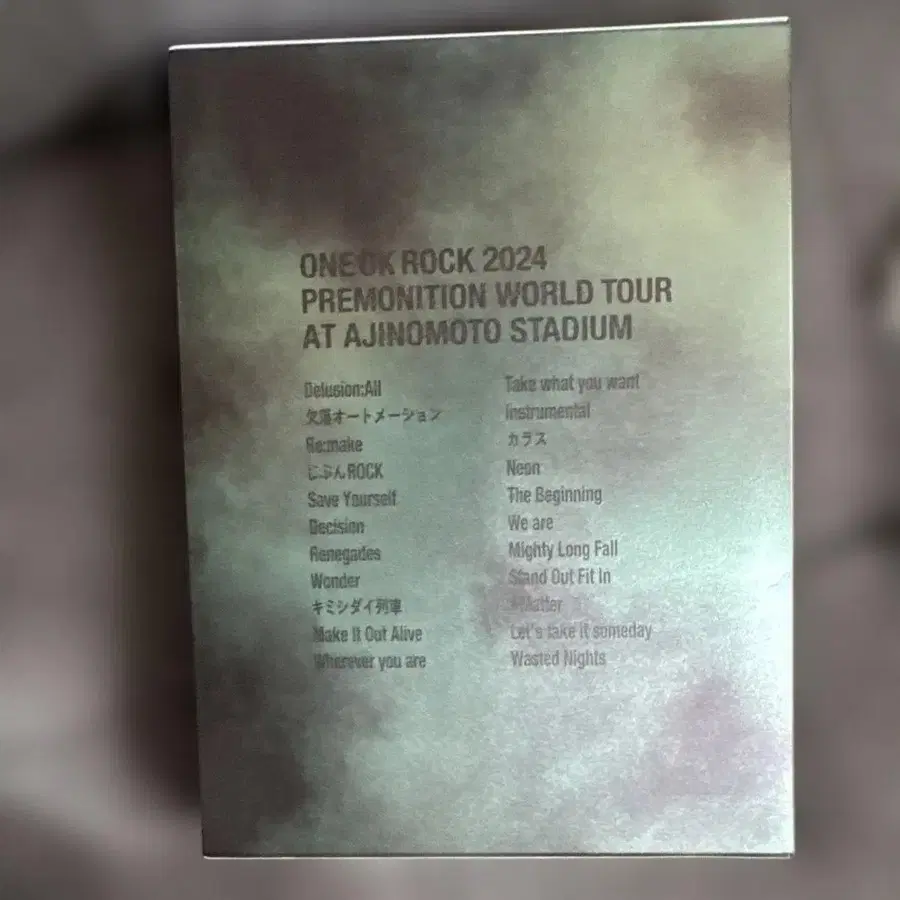 ONE OK ROCK 2024
PREMONITION WORLD TOUR
AT AJINOMOTO STADIUM
Delusion:All
欠落オートメーション
Re:make
じぶんROCK
Save Yourself
Decision
Renegades
Wonder
キミシダイ列車
Make It Out Alive
Wherever you are
Take what you want
Instrumental
カラス
Neon
The Beginning
We are
Mighty Long Fall
Stand Out Fit In
+Matter
Let's take it someday
Wasted Nights